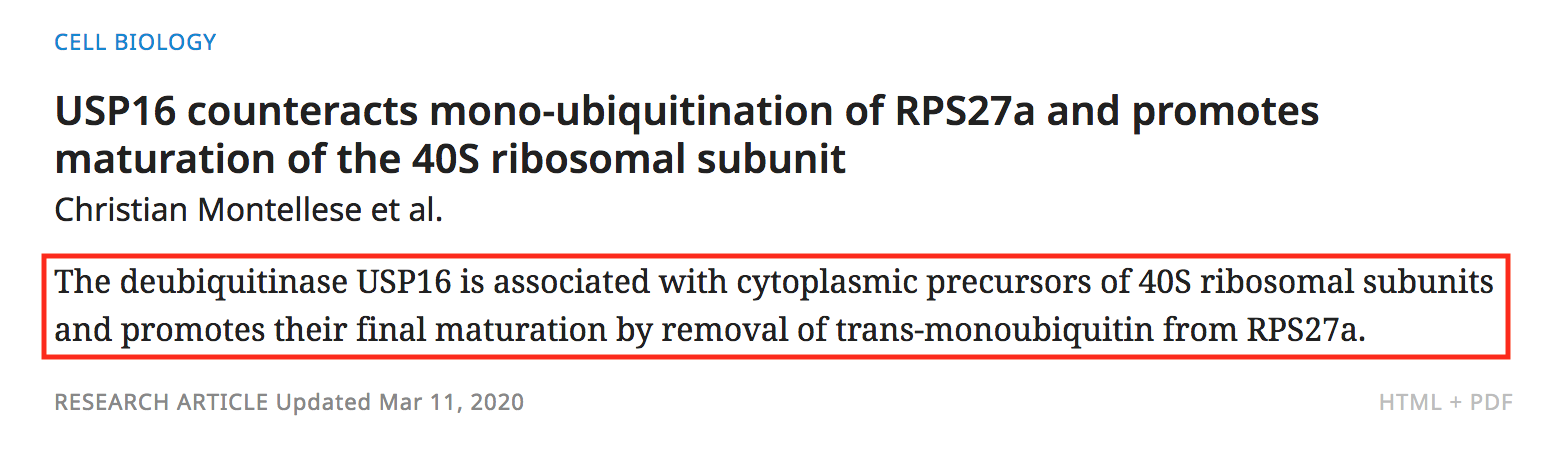 CELL BIOLOGY
USP16 counteracts mono-ubiquitination of RPS27a and promotes
maturation of the 40S ribosomal subunit
Christian Montellese et al.
The deubiquitinase USP16 is associated with cytoplasmic precursors of 40S ribosomal subunits
and promotes their final maturation by removal of trans-monoubiquitin from RPS27a.
RESEARCH ARTICLE Updated Mar 11, 2020 HTML + PDF